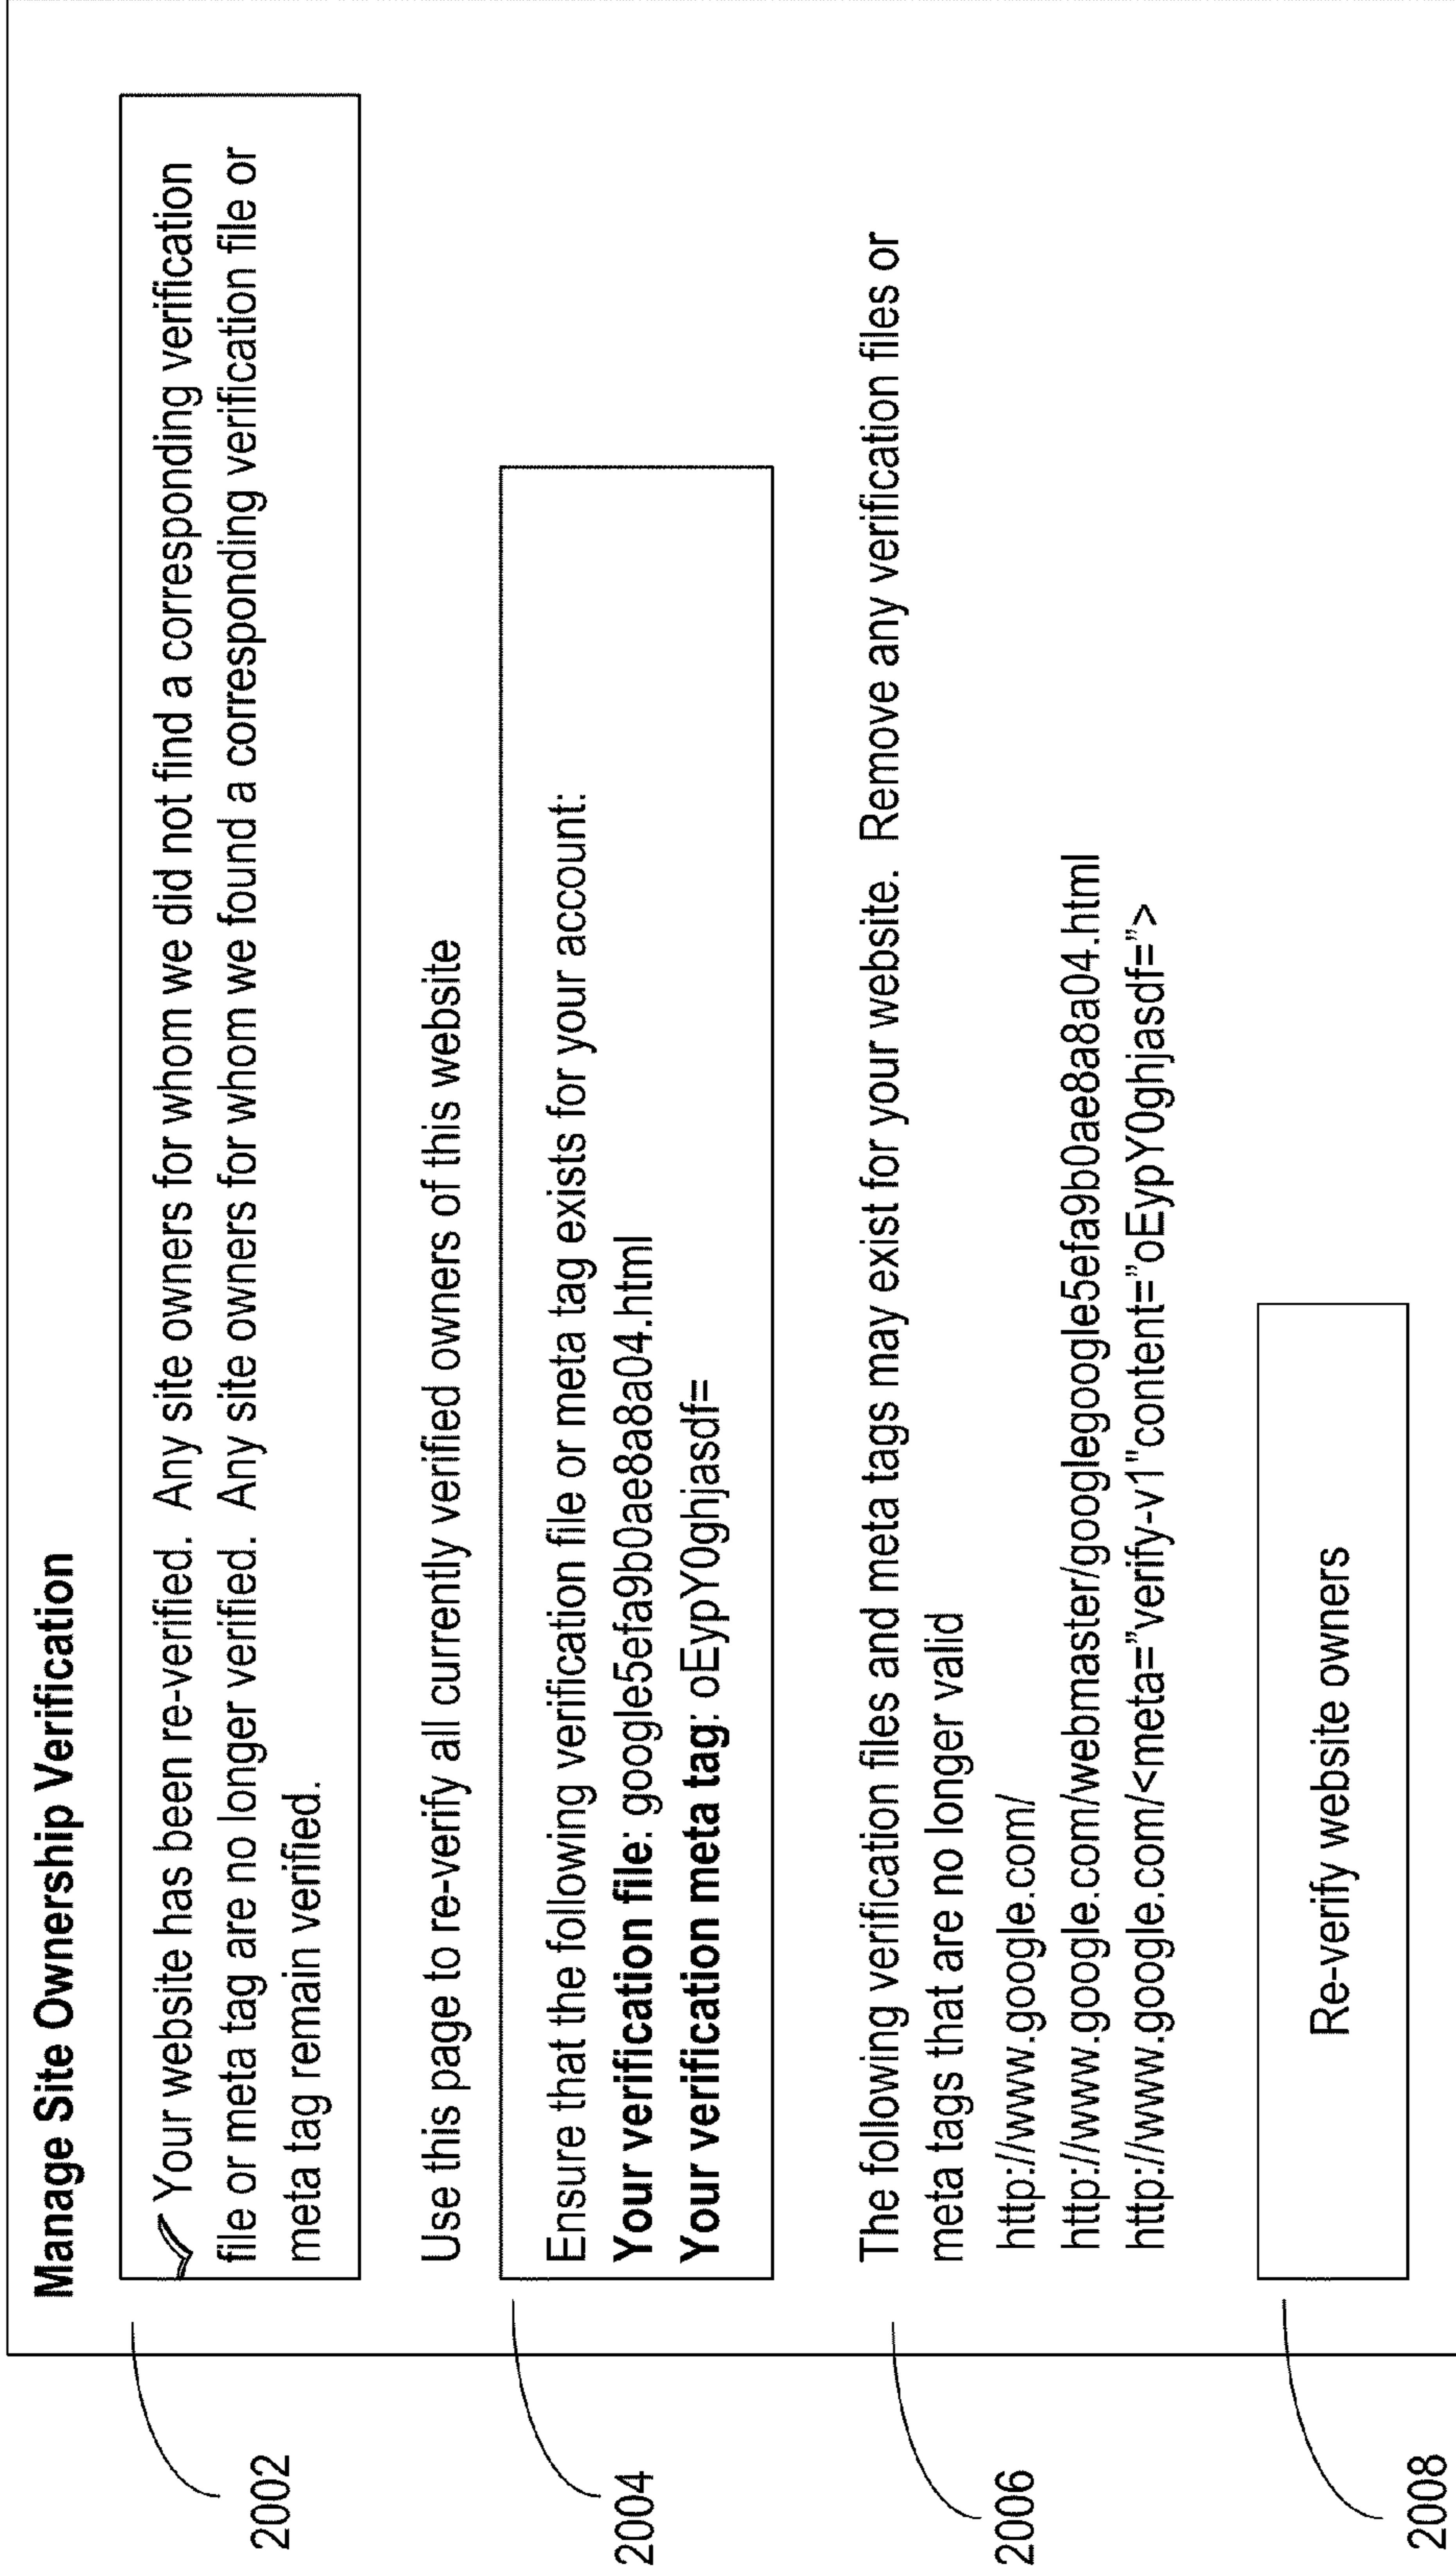 Manage Site Ownership Verification
Your website has been re-verified. Any site owners for whom we did not find a corresponding verification
file or meta tag are no longer verified. Any site owners for whom we found a corresponding verification file or
meta tag remain verified.
2002
Use this page to re-verify all currently verified owners of this website
Ensure that the following verification file or meta tag exists for your account:
Your verification file: google5efa9b0ae8a8a04.html
Your verification meta tag: oEypY0ghjasdf=
2004
The following verification files and meta tags may exist for your website. Remove any verification files or
meta tags that are no longer valid
http://www.google.com/
http://www.google.com/webmaster/googlegoogle5efa9b0ae8a8a04.html
http://www.google.com/<meta=”verify-v1"content=”oEypY0ghjasdf=”>
2006
Re-verify website owners
2008